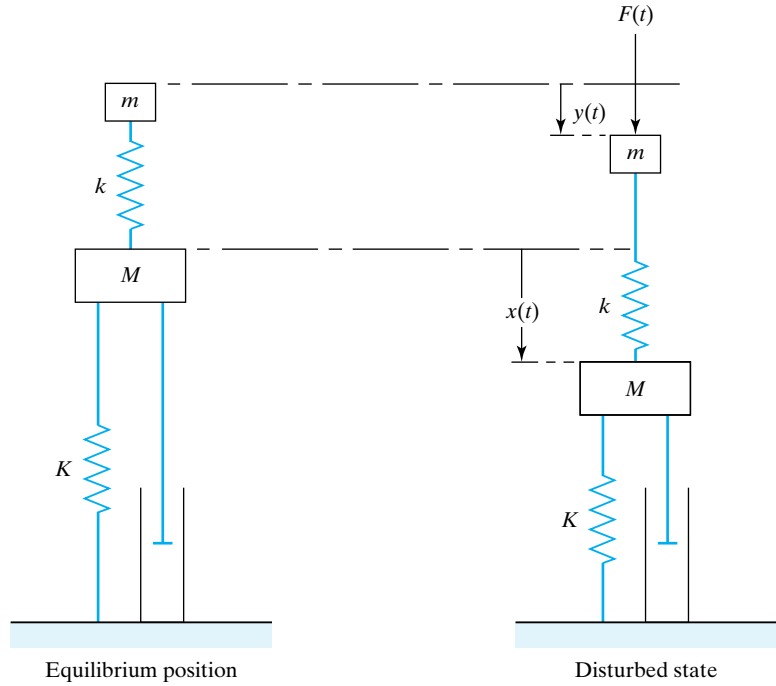 F(t)
m
y(t)
m
k
M
x(t)
k
M
K
K
Equilibrium position
Disturbed state